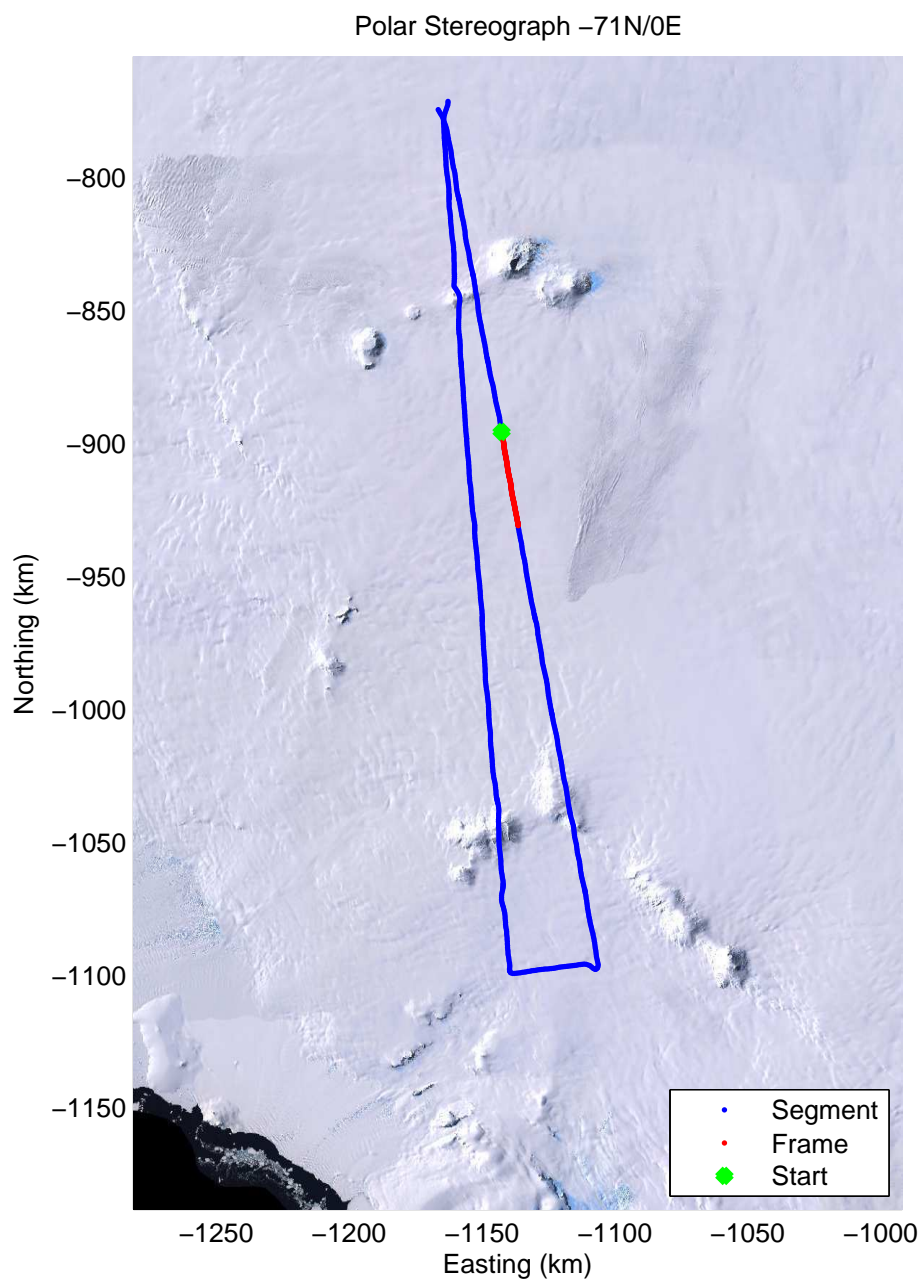 Polar Stereograph −71N/0E
−800
−850
−900
−950
−1000
−1050
−1100
−1150
Northing (km)
Segment
Frame
Start
−1250 −1200 −1150 −1100 −1050 −1000
Easting (km)